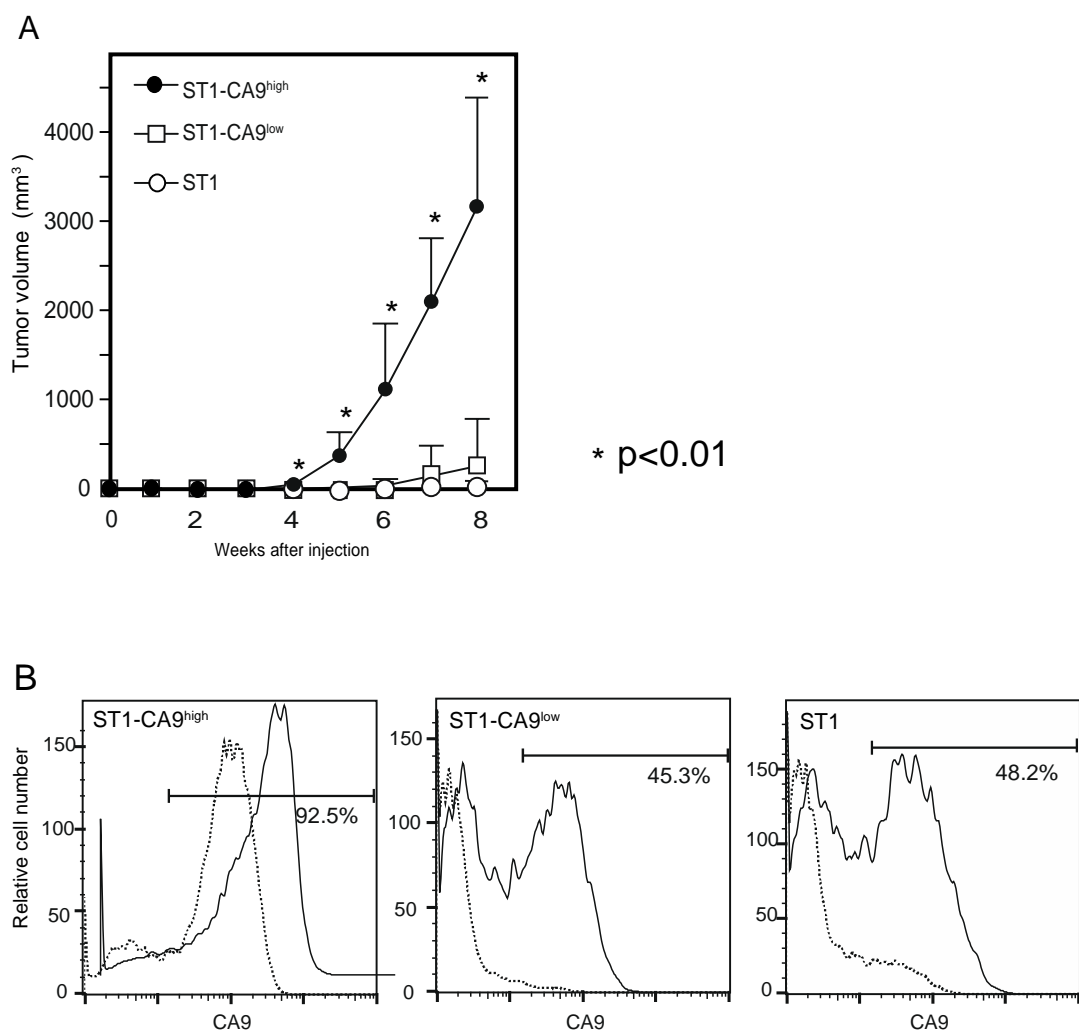 A
ST1-CA9high
ST1-CA9low
ST1
Tumor volume (mm3)
4000
3000
2000
1000
0
* * * * *
0 2 4 6 8
Weeks after injection
* p<0.01
B
Relative cell number
ST1-CA9high
92.5%
150
100
50
0
CA9
ST1-CA9low
45.3%
150
100
50
0
CA9
ST1
48.2%
150
100
50
0
CA9